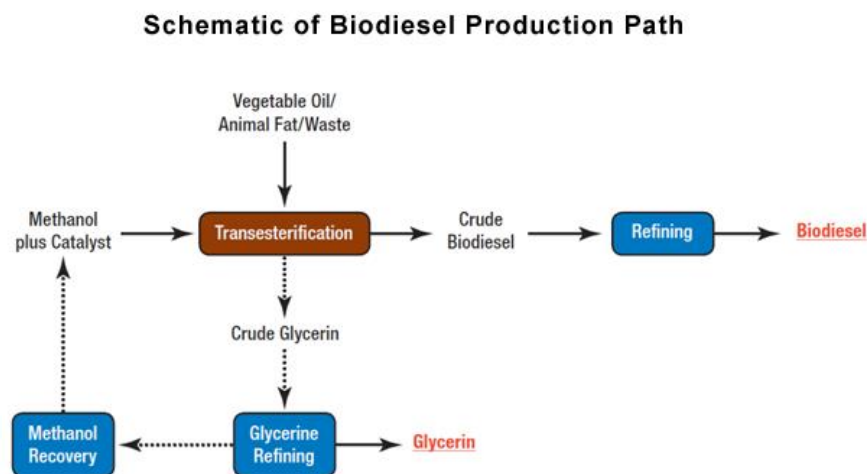 Schematic of Biodiesel Production Path
Vegetable Oil/
Animal Fat/Waste
Methanol
plus Catalyst
Transesterification
Crude
Biodiesel
Refining
Biodiesel
Crude Glycerin
Methanol
Recovery
Glycerine
Refining
Glycerin